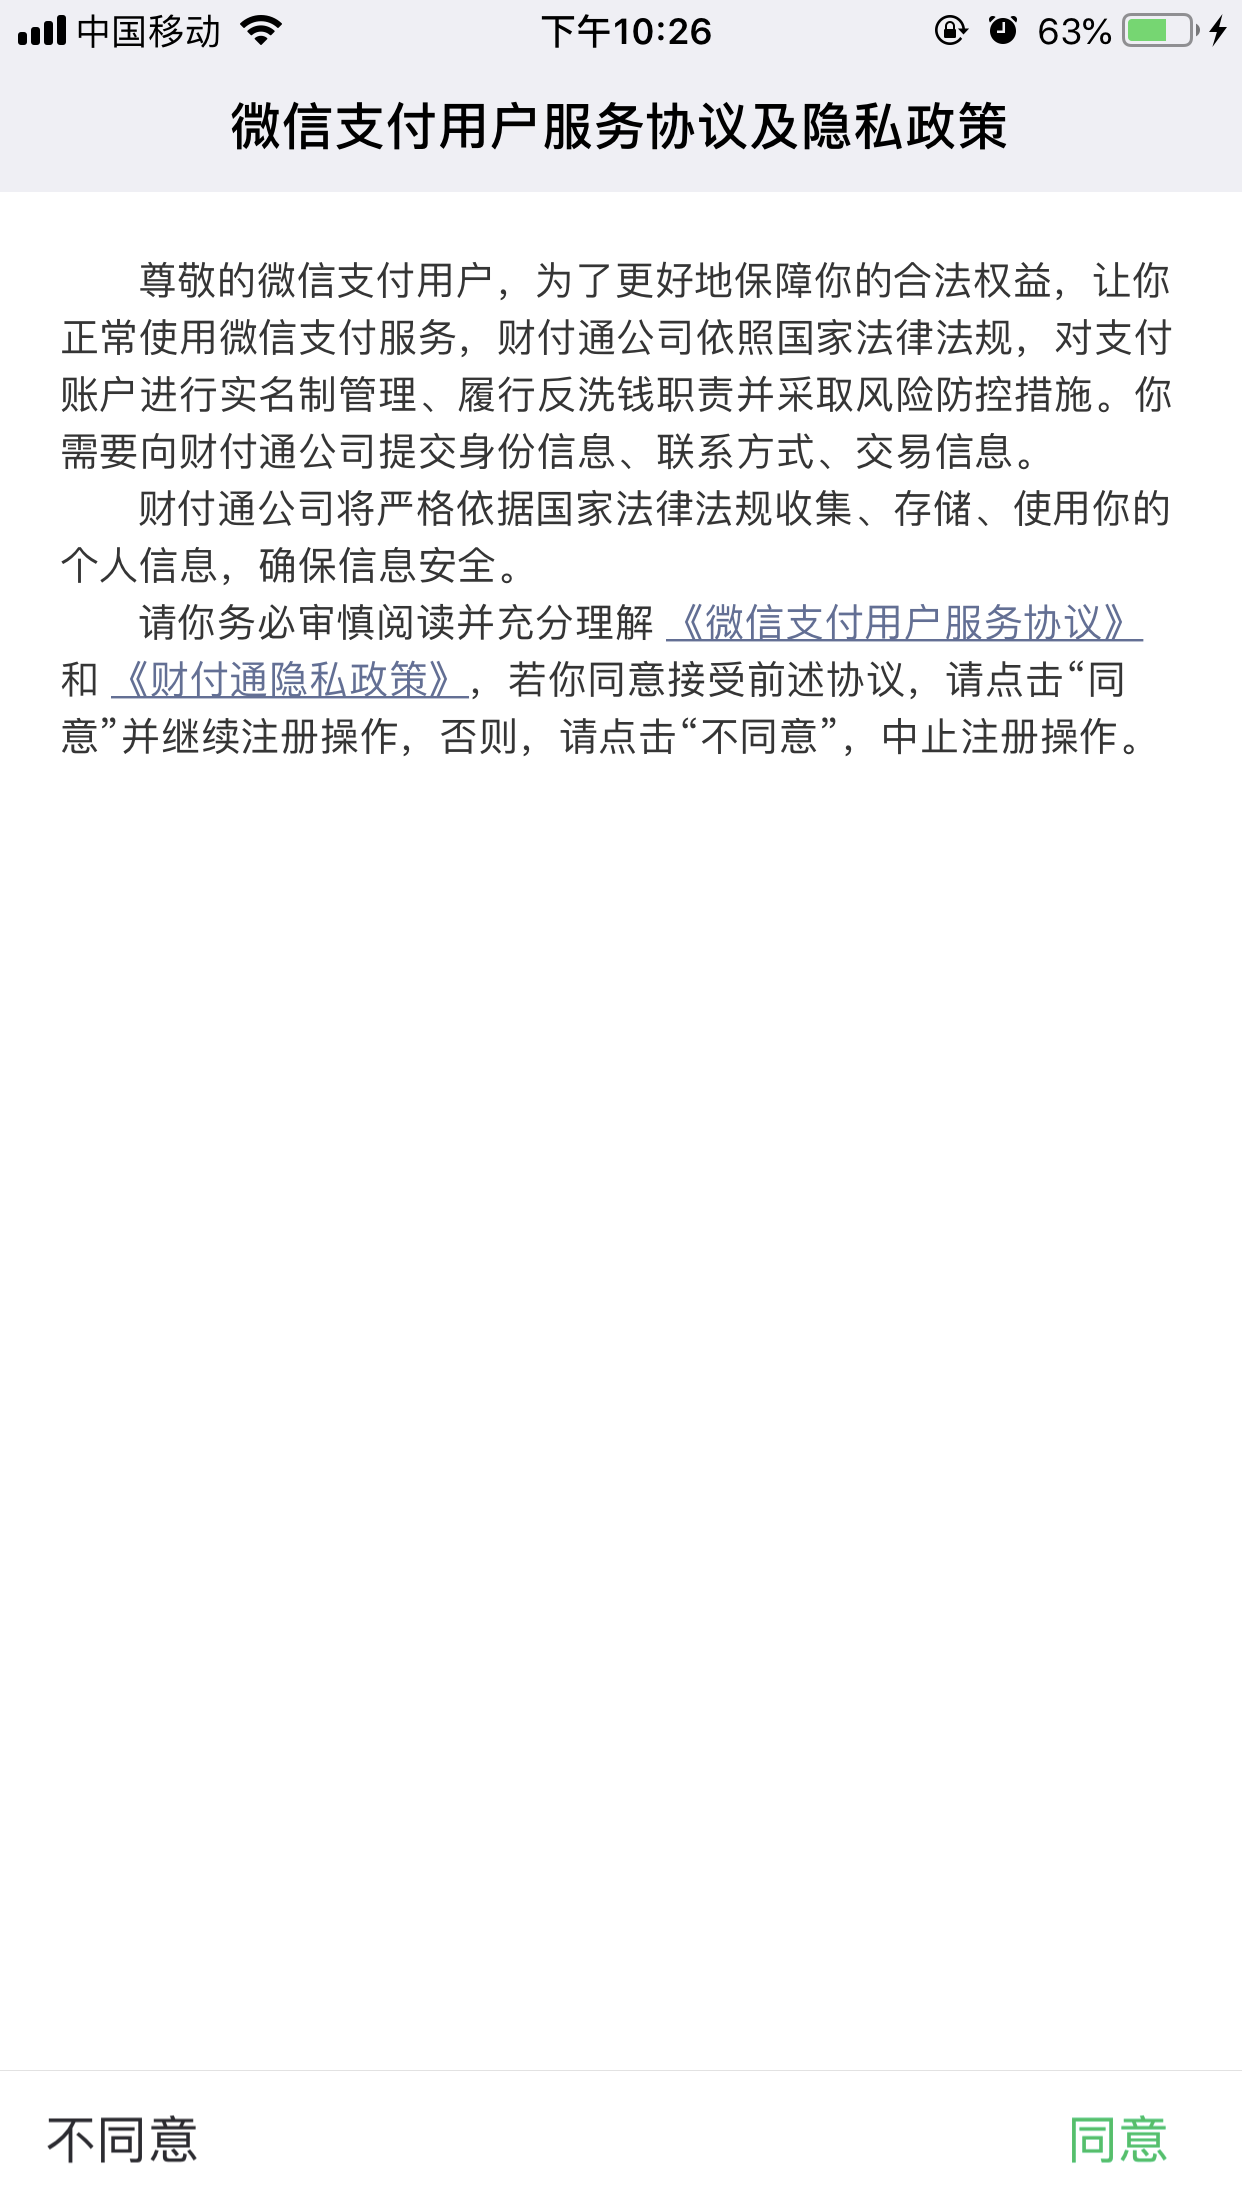 中国移动 下午10:26 63%
微信支付用户服务协议及隐私政策
尊敬的微信支付用户，为了更好地保障你的合法权益，让你
正常使用微信支付服务，财付通公司依照国家法律法规，对支付
账户进行实名制管理、履行反洗钱职责并采取风险防控措施。你
需要向财付通公司提交身份信息、联系方式、交易信息。
财付通公司将严格依据国家法律法规收集、存储、使用你的
个人信息，确保信息安全。
请你务必审慎阅读并充分理解 《微信支付用户服务协议》
和 《财付通隐私政策》，若你同意接受前述协议，请点击“同
意”并继续注册操作，否则，请点击“不同意”，中止注册操作。
不同意 同意